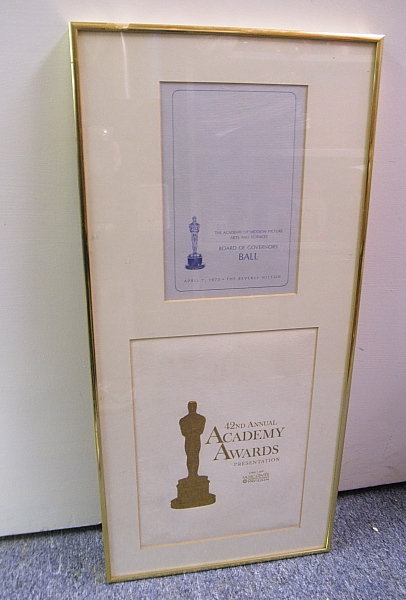 THE ACADEMY OF MOTION PICTURE
ARTS AND SCIENCES
BOARD OF GOVERNORS
BALL
THE BEVERLY HILTON
42ND ANNUAL
ACADEMY
AWARDS
PRESENTATION